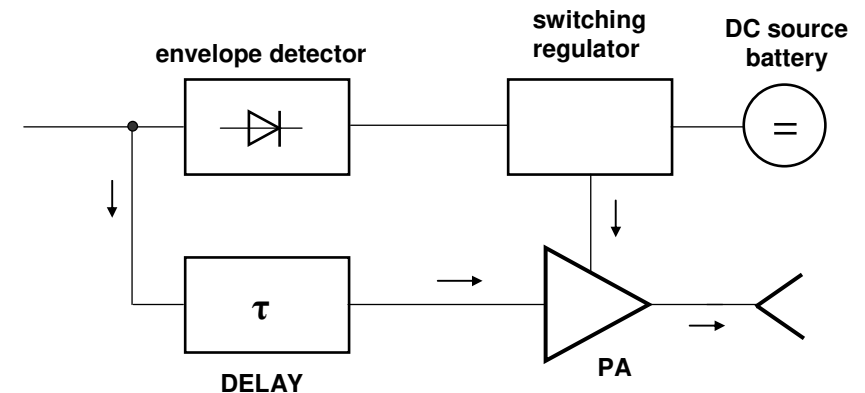 switching
regulator
DC source
battery
envelope detector
=
τ
DELAY
PA